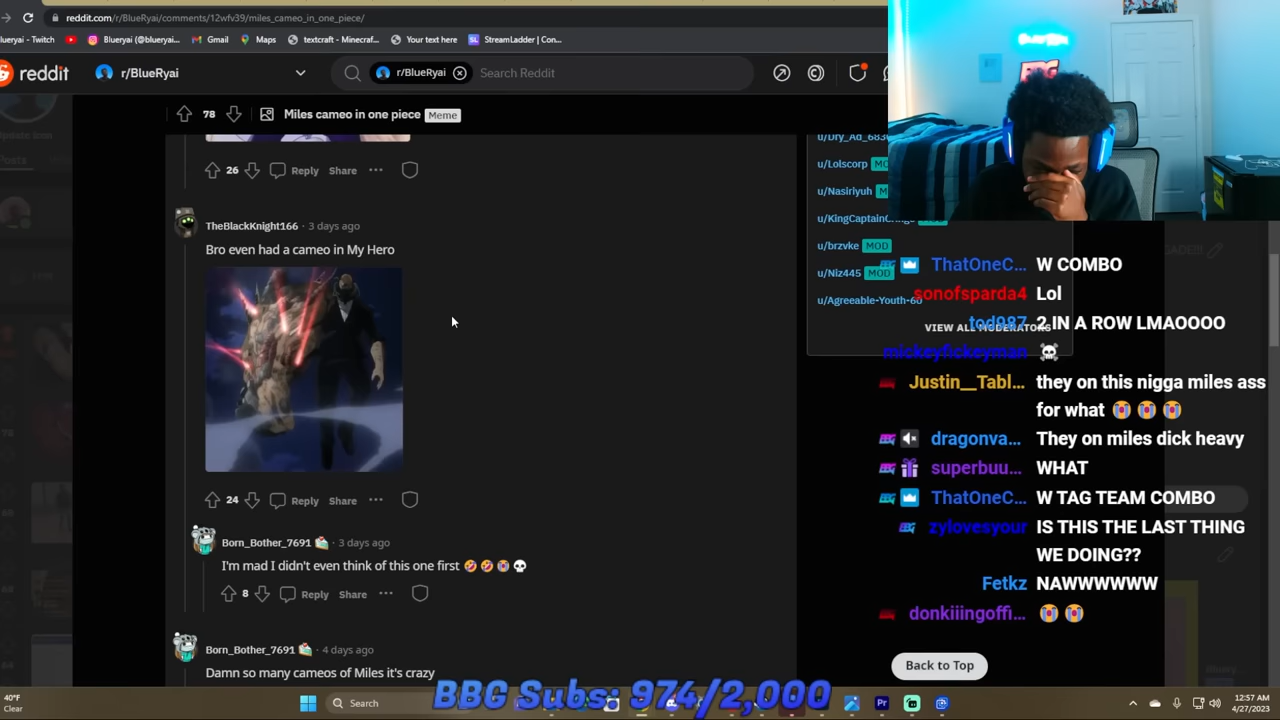 reddit.com/r/BlueRyai/comments/12wfv39/miles_cameo_in_one_piece/
lueryai - Twitch
Blueryai (@blueryai...
Gmail
Maps
textcraft - Minecraf...
Your text here
StreamLadder | Con...
reddit
r/BlueRyai
r/BlueRyai
Search Reddit
78
Miles cameo in one piece
Meme
26
Reply
Share
TheBlackKnight166 · 3 days ago
Bro even had a cameo in My Hero
24
Reply
Share
Born_Bother_7691 · 3 days ago
I'm mad I didn't even think of this one first 🤣🤣😭💀
8
Reply
Share
Born_Bother_7691 · 4 days ago
Damn so many cameos of Miles it's crazy
u/Lolscorp
u/Nasiriyuh
u/brzvke MOD
u/Niz445 MOD
u/Agreeable-Youth-60
VIEW ALL MODERATORS
BBG
ThatOneC... W COMBO
sonofsparda4 Lol
tod987 2 IN A ROW LMAOOOO
mickeyfickeyman ☠
Justin__Tabl... they on this nigga miles ass
for what 😭😭😭
dragonva... They on miles dick heavy
superbuu... WHAT
ThatOneC... W TAG TEAM COMBO
zylovesyour IS THIS THE LAST THING
WE DOING??
Fetkz NAWWWWWW
donkiiingoffi... 😭😭
Back to Top
BBG Subs: 974/2,000
40°F
Clear
Search
12:57 AM
4/27/2023